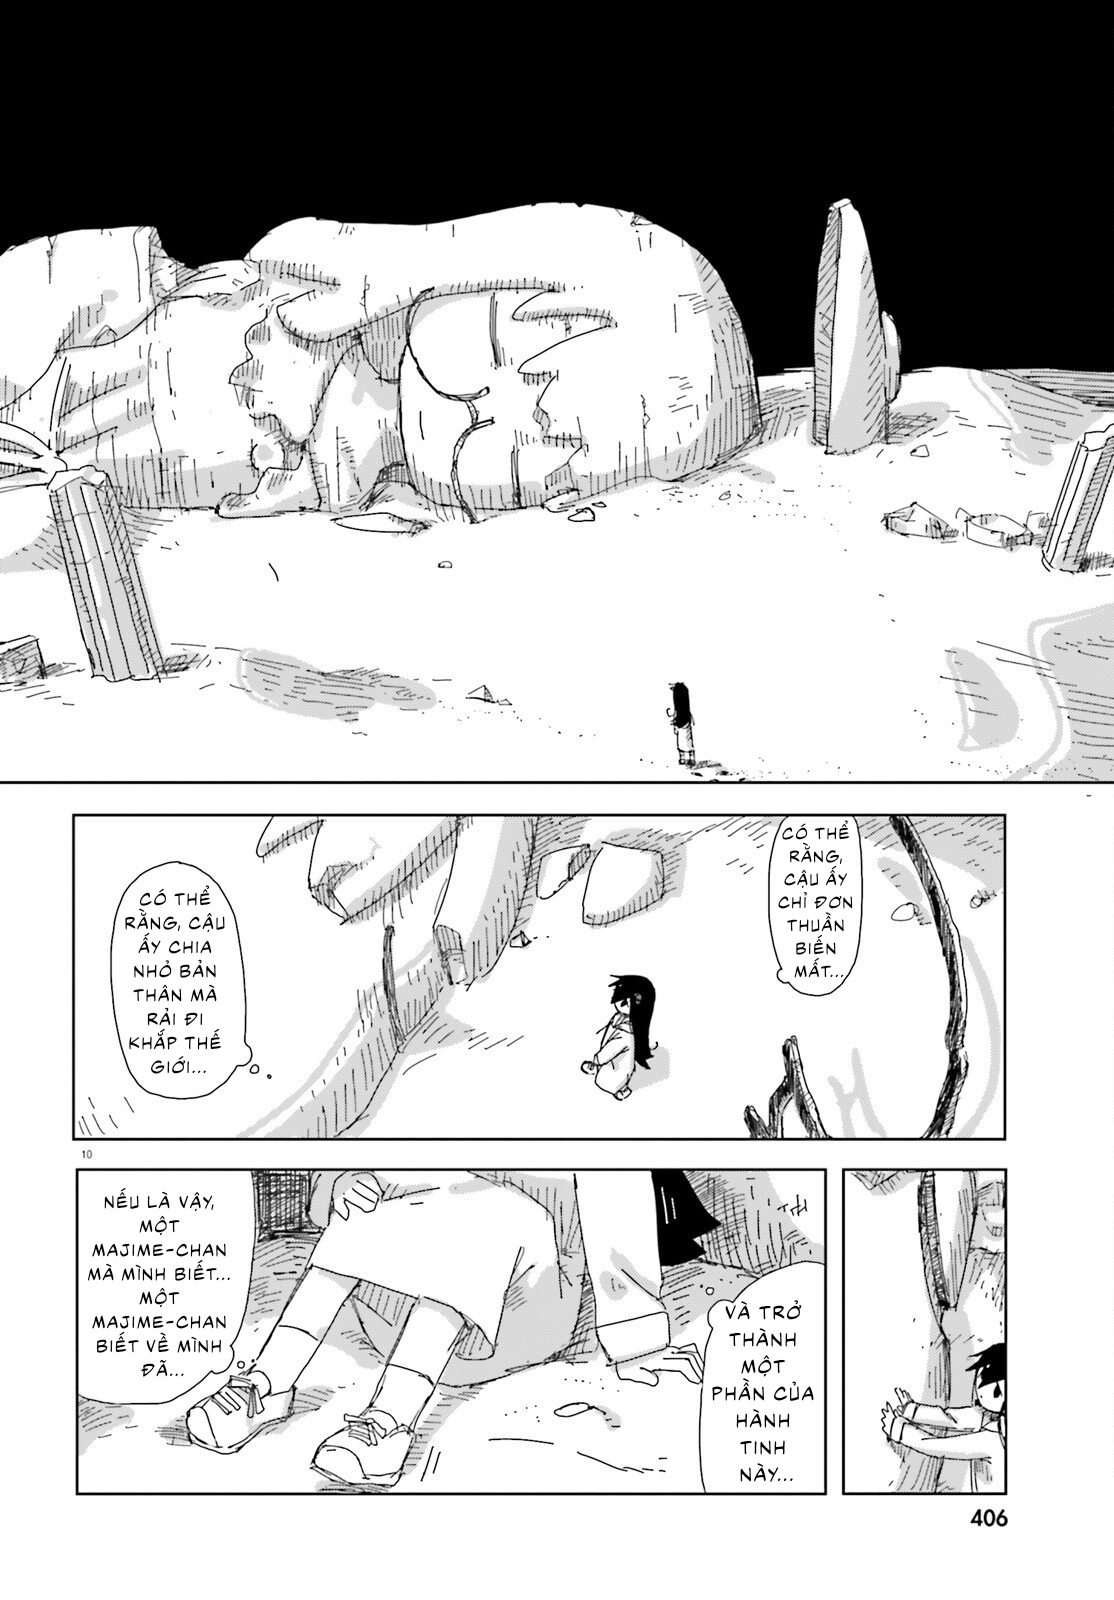 CÓ THỂ
RẰNG,
CẬU ẤY
CHỈ ĐƠN
THUẦN
BIẾN
MẤT...
CÓ THỂ
RẰNG, CẬU
ẤY CHIA
NHỎ BẢN
THÂN MÀ
RẢI ĐI
KHẮP THẾ
GIỚI...
10
VÀ TRỞ
THÀNH
MỘT
PHẦN CỦA
HÀNH
TINH
NÀY...
NẾU LÀ VẬY,
MỘT
MAJIME-CHAN
MÀ MÌNH BIẾT...
MỘT
MAJIME-CHAN
BIẾT VỀ MÌNH
ĐÃ...
406